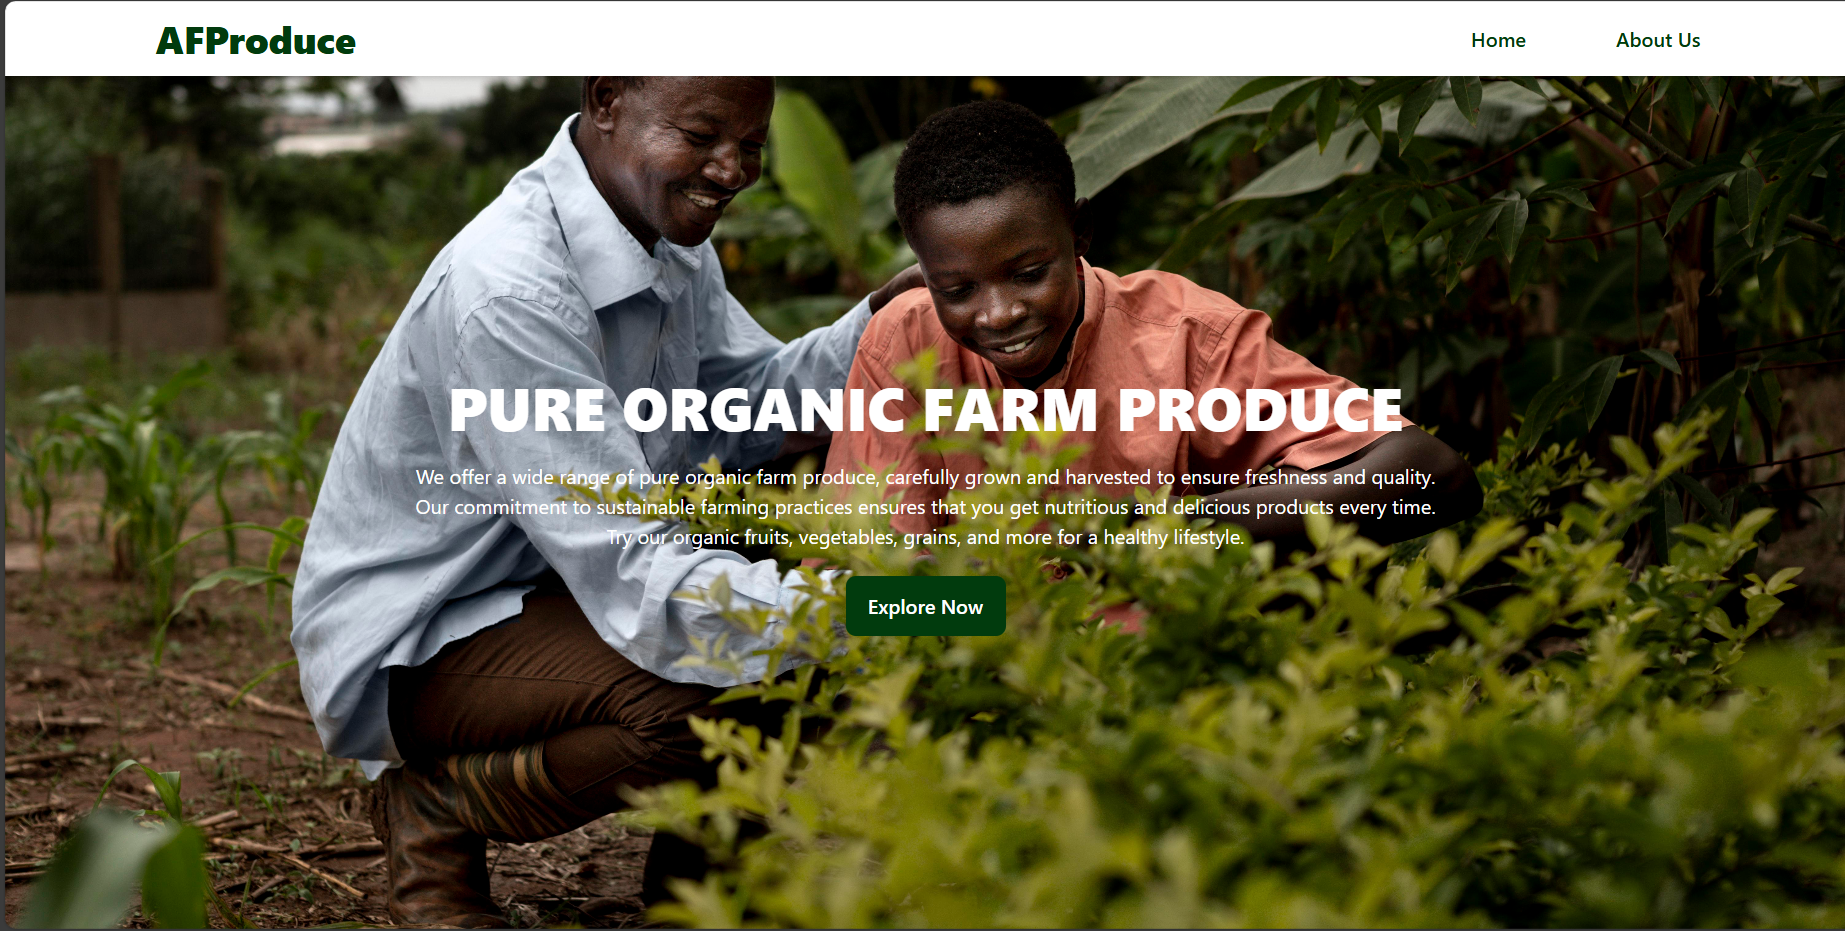 AFProduce
Home
About Us
PURE ORGANIC FARM PRODUCE
We offer a wide range of pure organic farm produce, carefully grown and harvested to ensure freshness and quality.
Our commitment to sustainable farming practices ensures that you get nutritious and delicious products every time.
Try our organic fruits, vegetables, grains, and more for a healthy lifestyle.
Explore Now